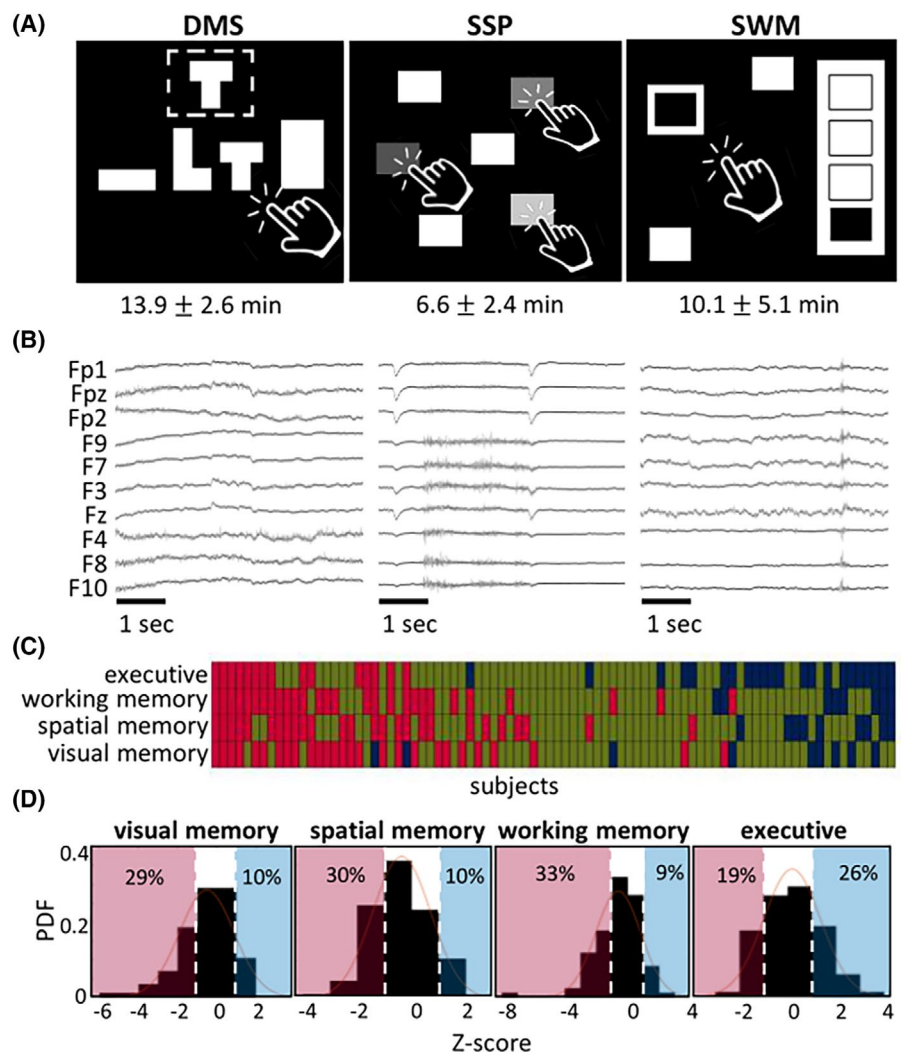 (A)
DMS SSP SWM
T
L T
13.9 ± 2.6 min 6.6 ± 2.4 min 10.1 ± 5.1 min
(B)
Fp1
Fpz
Fp2
F9
F7
F3
Fz
F4
F8
F10
1 sec 1 sec 1 sec
(C)
executive
working memory
spatial memory
visual memory
subjects
(D)
visual memory spatial memory working memory executive
0.4
29% 10% 30% 10% 33% 9% 19% 26%
PDF
0.2
0
-6 -4 -2 0 2 -4 -2 0 2 -8 -4 0 -4 -2 0 2 4
Z-score